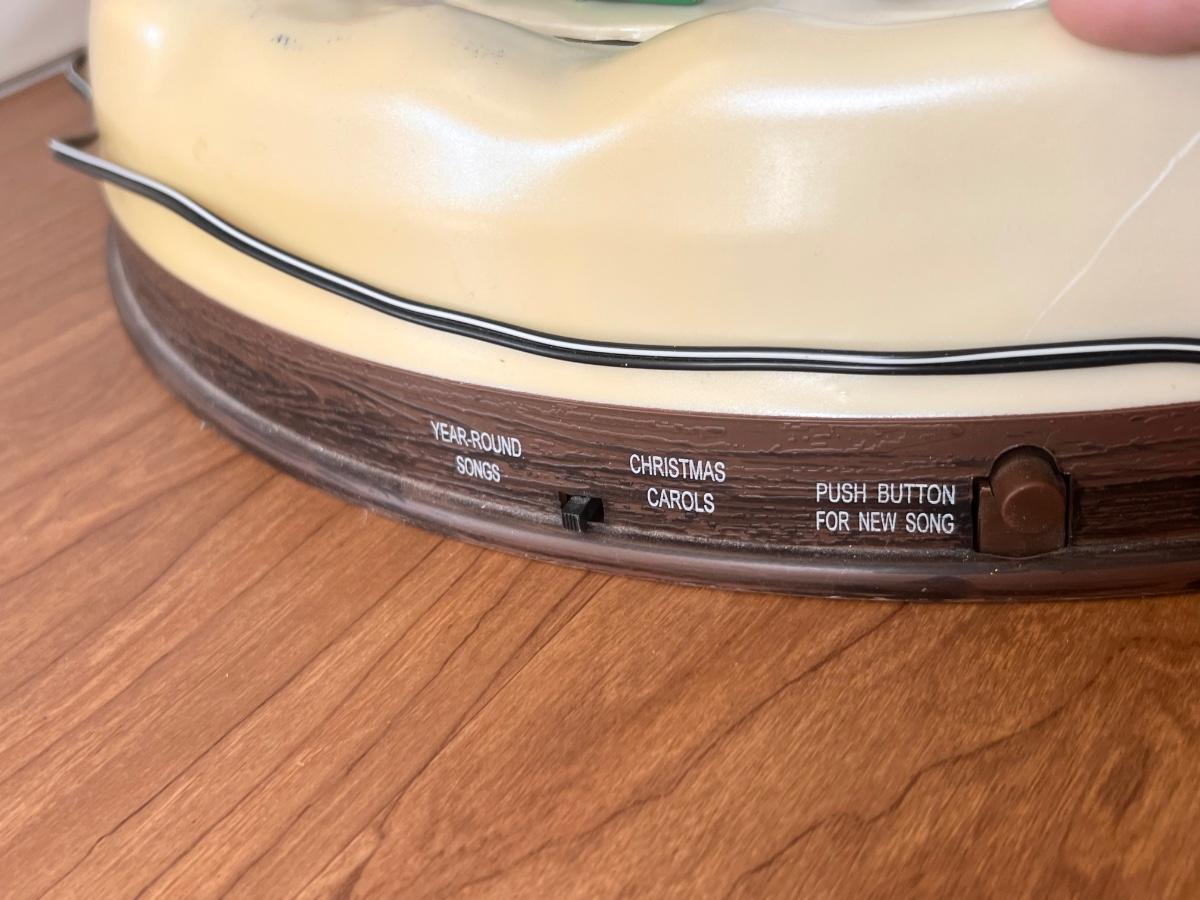 YEAR-ROUND
SONGS
CHRISTMAS
CAROLS
PUSH BUTTON
FOR NEW SONG